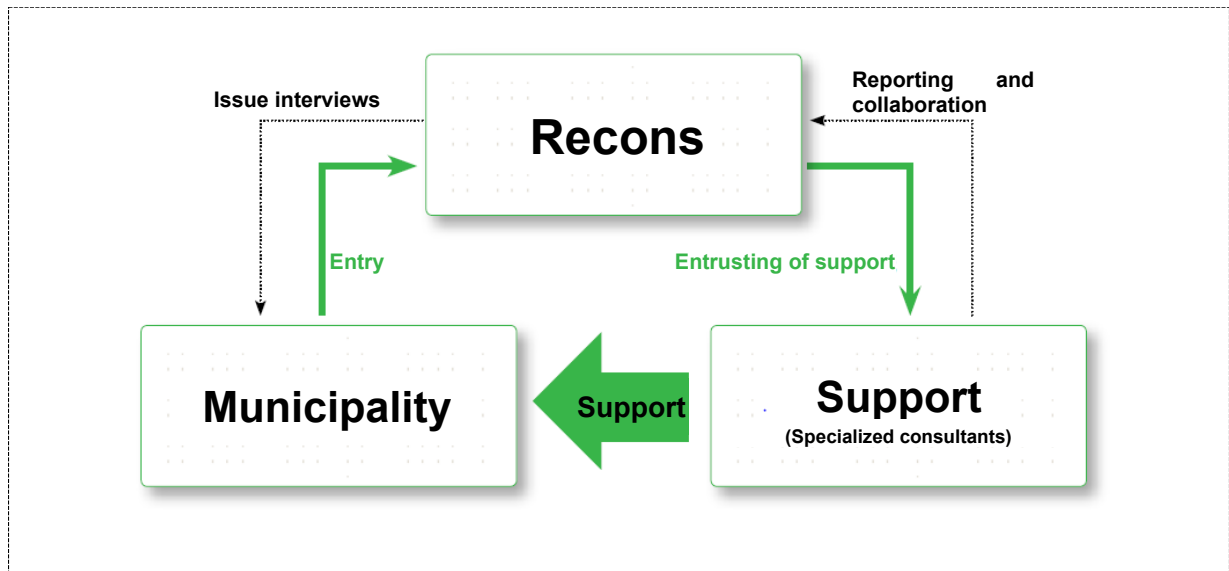 Issue interviews
Reporting and
collaboration
Recons
Entry
Entrusting of support
Municipality
Support
Support
(Specialized consultants)